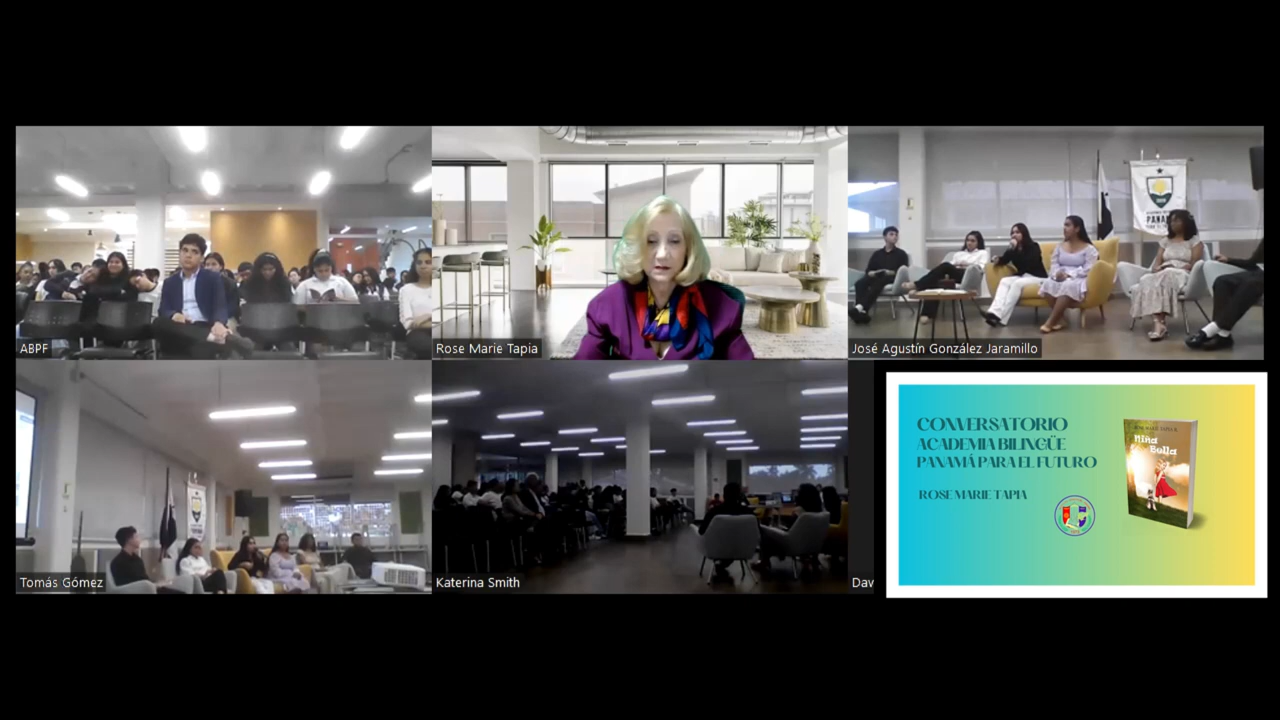 ABPF
Rose Marie Tapia
José Agustín González Jaramillo
PANAMÁ
Tomás Gómez
Katerina Smith
Dav
CONVERSATORIO
ACADEMIA BILINGÜE
PANAMÁ PARA EL FUTURO
ROSE MARIE TAPIA
Niña
Bella